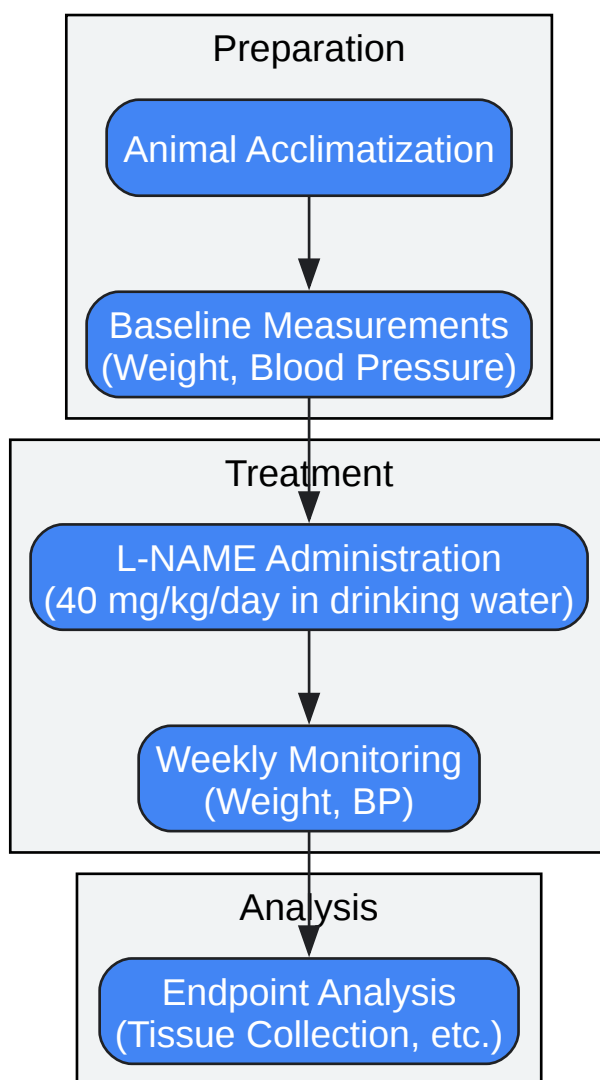 Preparation
Animal Acclimatization
Baseline Measurements
(Weight, Blood Pressure)
Treatment
L-NAME Administration
(40 mg/kg/day in drinking water)
Weekly Monitoring
(Weight, BP)
Analysis
Endpoint Analysis
(Tissue Collection, etc.)